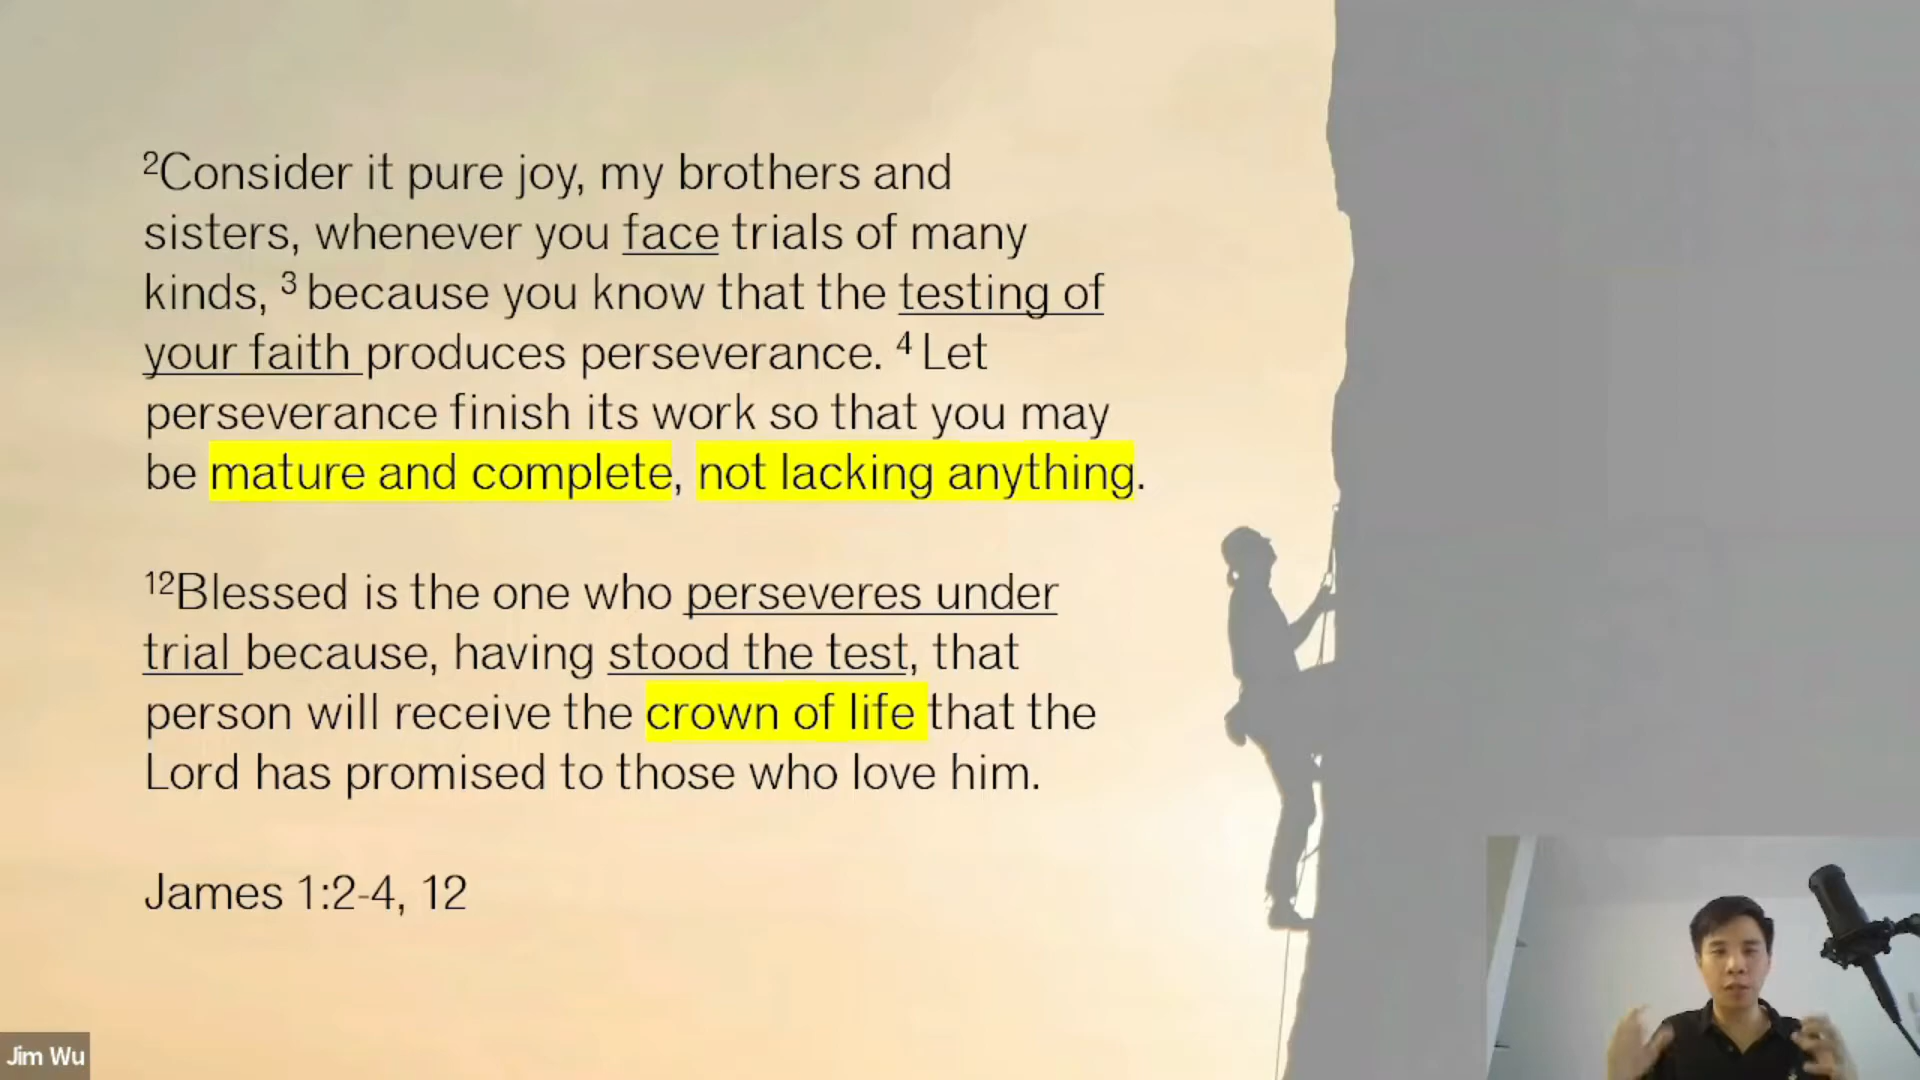 ²Consider it pure joy, my brothers and
sisters, whenever you face trials of many
kinds, ³ because you know that the testing of
your faith produces perseverance. ⁴ Let
perseverance finish its work so that you may
be mature and complete, not lacking anything.
¹²Blessed is the one who perseveres under
trial because, having stood the test, that
person will receive the crown of life that the
Lord has promised to those who love him.
James 1:2-4, 12
Jim Wu